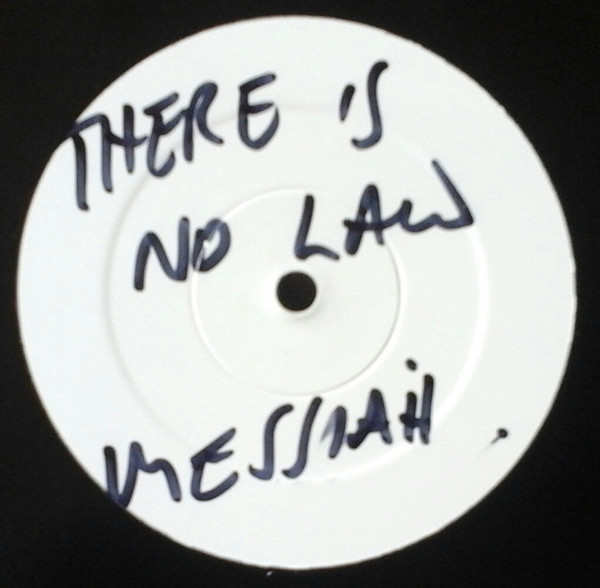 THERE IS
NO LAW
MESSIAH.